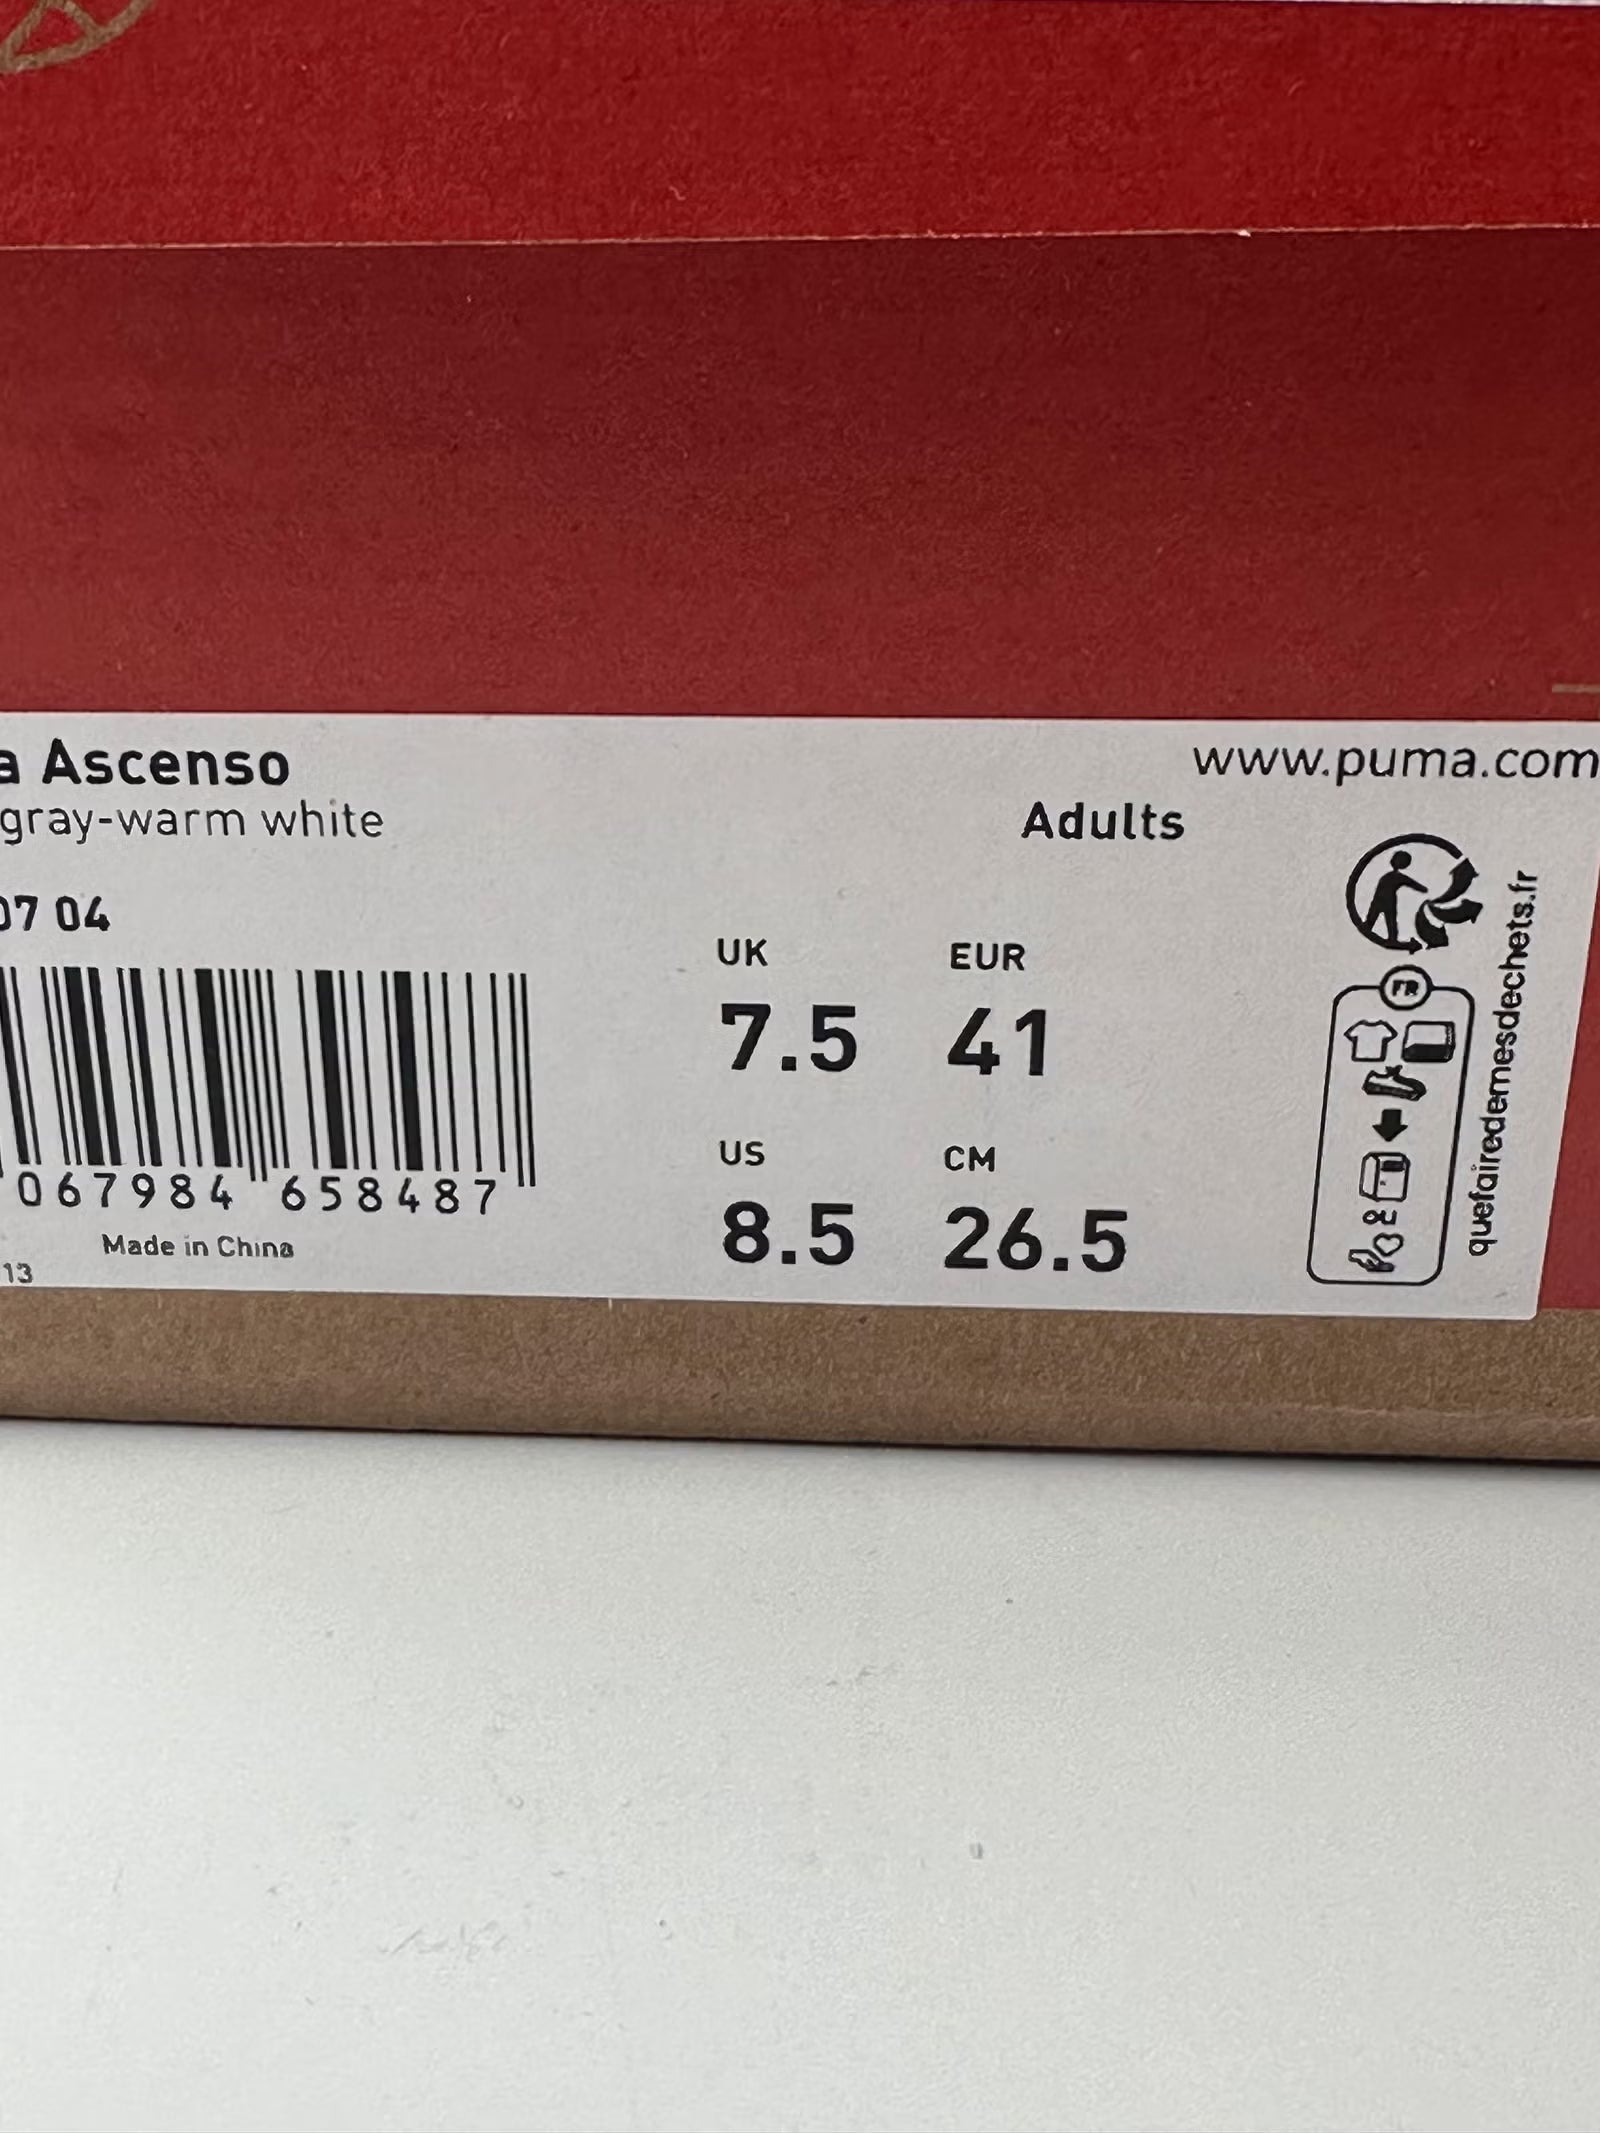 a Ascenso
www.puma.com
gray-warm white
Adults
07 04
UK
EUR
7.5
41
US
CM
8.5
26.5
067984 658487
Made in China
13
FR
quefairedemesdechets.fr